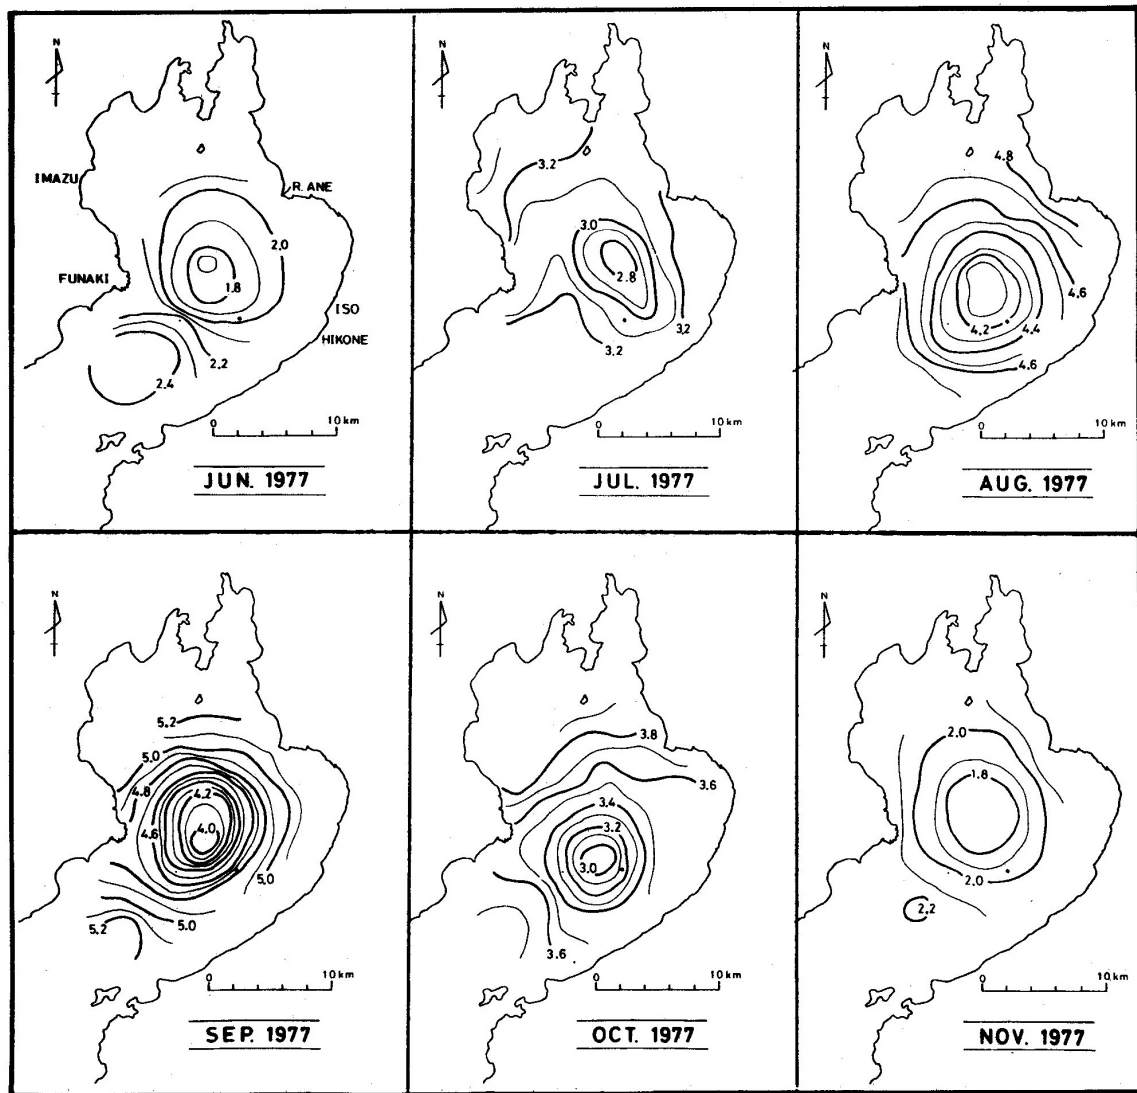 N
IMAZU
R. ANE
2.0
FUNAKI
1.8
ISO
HIKONE
2.2
2.4
0 10 km
JUN. 1977
N
3.2
3.0
2.8
3.2
3.2
0 10 km
JUL. 1977
N
4.8
4.6
4.2
4.4
4.6
0 10 km
AUG. 1977
N
5.2
5.0
4.8
4.2
4.6
4.0
5.0
5.2
5.0
0 10 km
SEP. 1977
N
3.8
3.6
3.4
3.2
3.0
3.6
0 10 km
OCT. 1977
N
2.0
1.8
2.0
2.2
0 10 km
NOV. 1977